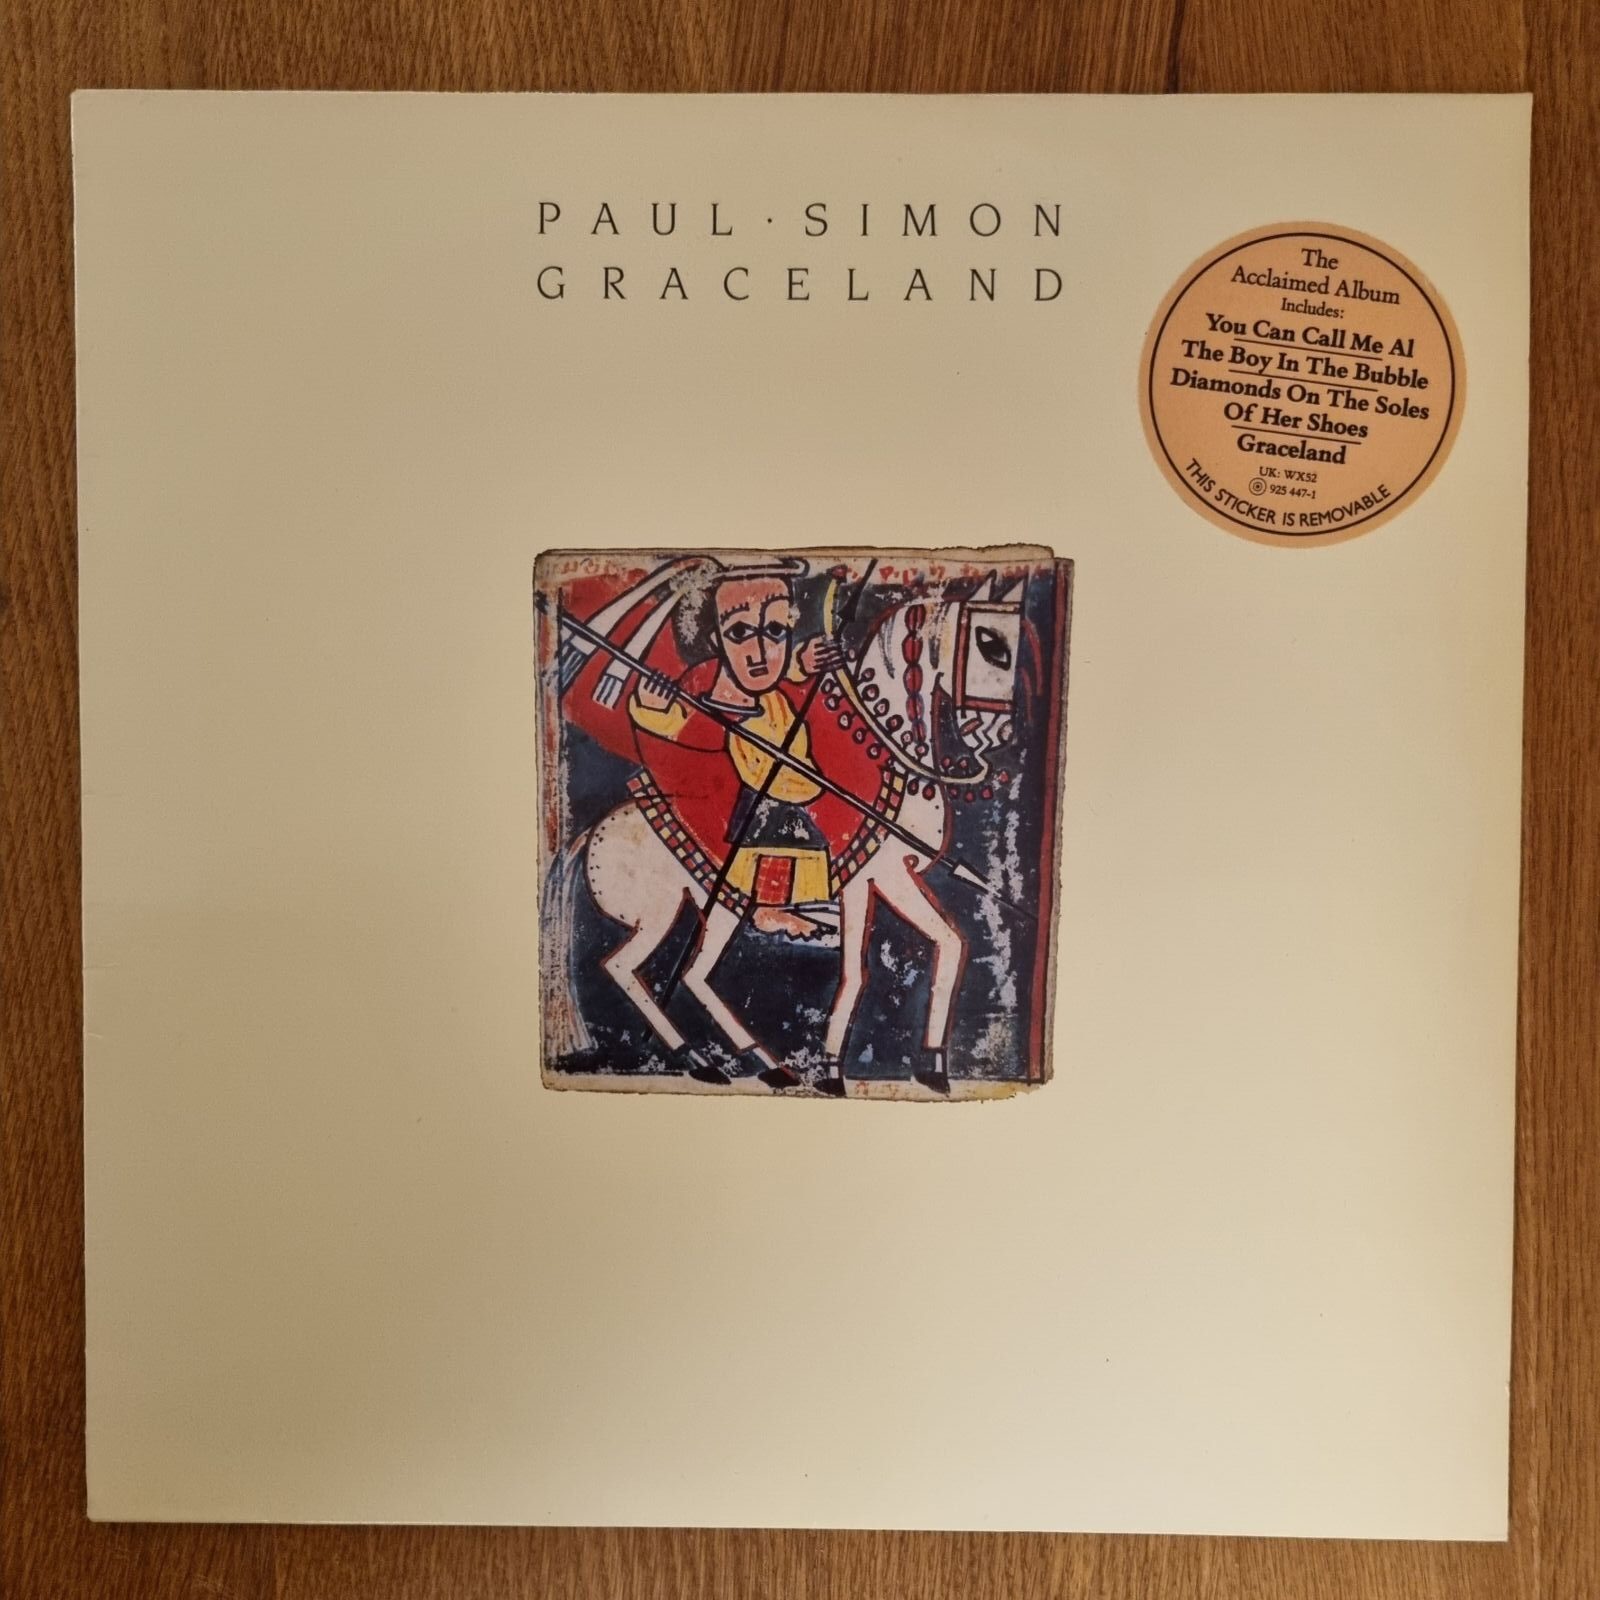 PAUL · SIMON
GRACELAND
The
Acclaimed Album
Includes:
You Can Call Me Al
The Boy In The Bubble
Diamonds On The Soles
Of Her Shoes
Graceland
UK: WX52
925 447-1
THIS STICKER IS REMOVABLE